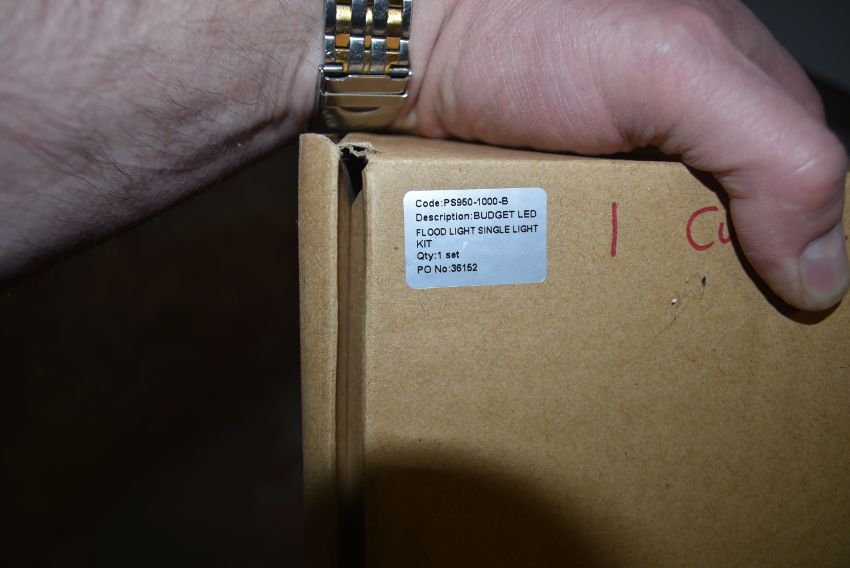 Code:PS950-1000-B
Description:BUDGET LED
FLOOD LIGHT SINGLE LIGHT
KIT
Qty:1 set
PO No:36152
1